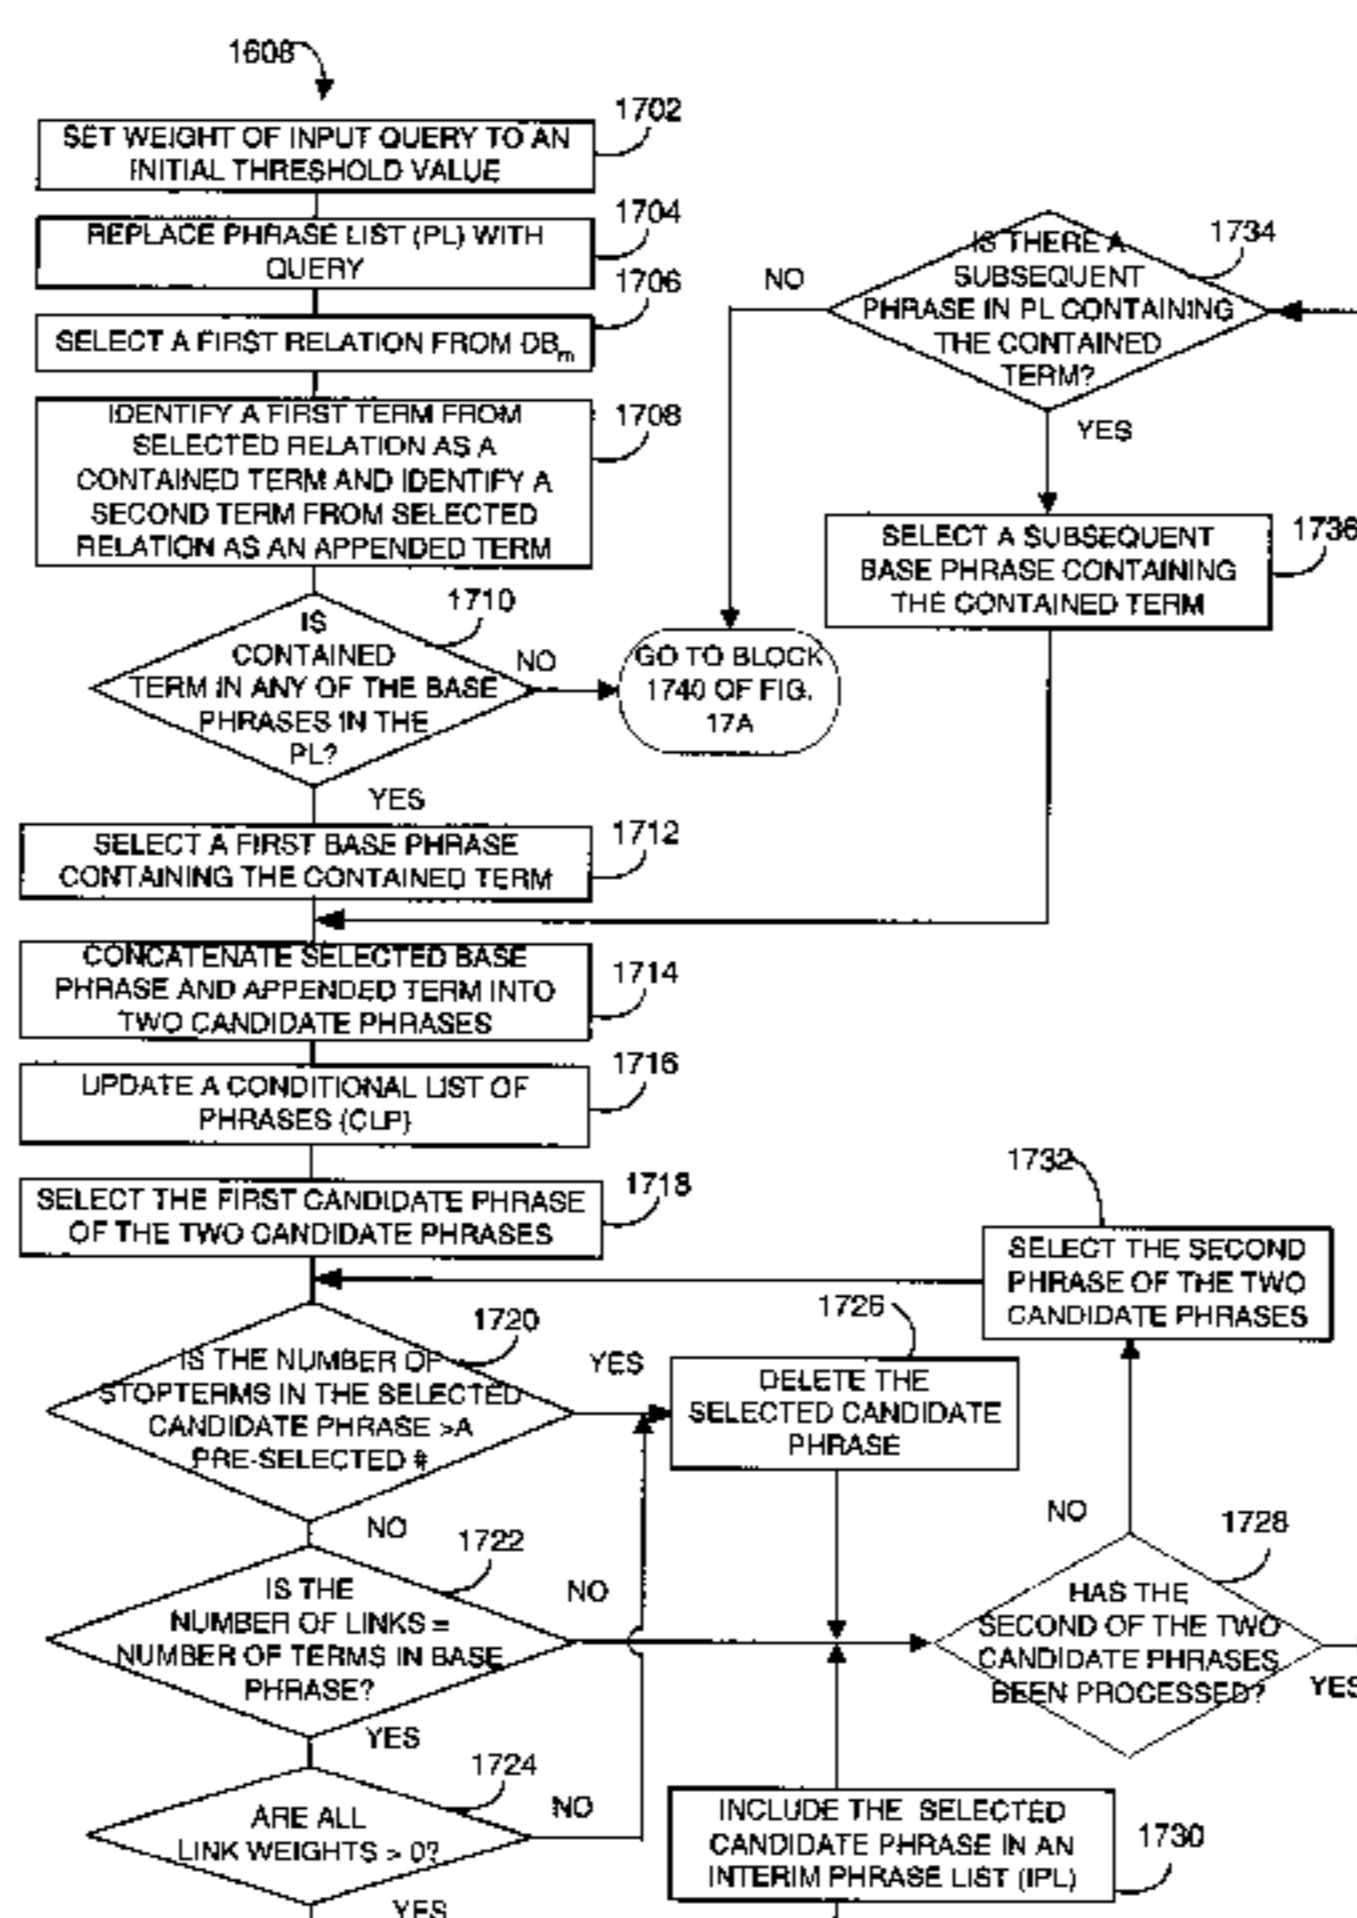 1608
1702
SET WEIGHT OF INPUT QUERY TO AN
INITIAL THRESHOLD VALUE
1704
REPLACE PHRASE LIST (PL) WITH
QUERY
1706
SELECT A FIRST RELATION FROM DBm
1708
IDENTIFY A FIRST TERM FROM
SELECTED RELATION AS A
CONTAINED TERM AND IDENTIFY A
SECOND TERM FROM SELECTED
RELATION AS AN APPENDED TERM
1710
IS
CONTAINED
TERM IN ANY OF THE BASE
PHRASES IN THE
PL?
NO
GO TO BLOCK
1740 OF FIG.
17A
YES
1712
SELECT A FIRST BASE PHRASE
CONTAINING THE CONTAINED TERM
1714
CONCATENATE SELECTED BASE
PHRASE AND APPENDED TERM INTO
TWO CANDIDATE PHRASES
1716
UPDATE A CONDITIONAL LIST OF
PHRASES (CLP)
1718
SELECT THE FIRST CANDIDATE PHRASE
OF THE TWO CANDIDATE PHRASES
1720
IS THE NUMBER OF
STOPTERMS IN THE SELECTED
CANDIDATE PHRASE >A
PRE-SELECTED #
YES
NO
1722
IS THE
NUMBER OF LINKS =
NUMBER OF TERMS IN BASE
PHRASE?
NO
YES
1724
ARE ALL
LINK WEIGHTS > 0?
NO
YES
1726
DELETE THE
SELECTED CANDIDATE
PHRASE
1728
HAS THE
SECOND OF THE TWO
CANDIDATE PHRASES
BEEN PROCESSED?
NO
YES
1730
INCLUDE THE SELECTED
CANDIDATE PHRASE IN AN
INTERIM PHRASE LIST (IPL)
1732
SELECT THE SECOND
PHRASE OF THE TWO
CANDIDATE PHRASES
1734
IS THERE A
SUBSEQUENT
PHRASE IN PL CONTAINING
THE CONTAINED
TERM?
NO
YES
1736
SELECT A SUBSEQUENT
BASE PHRASE CONTAINING
THE CONTAINED TERM